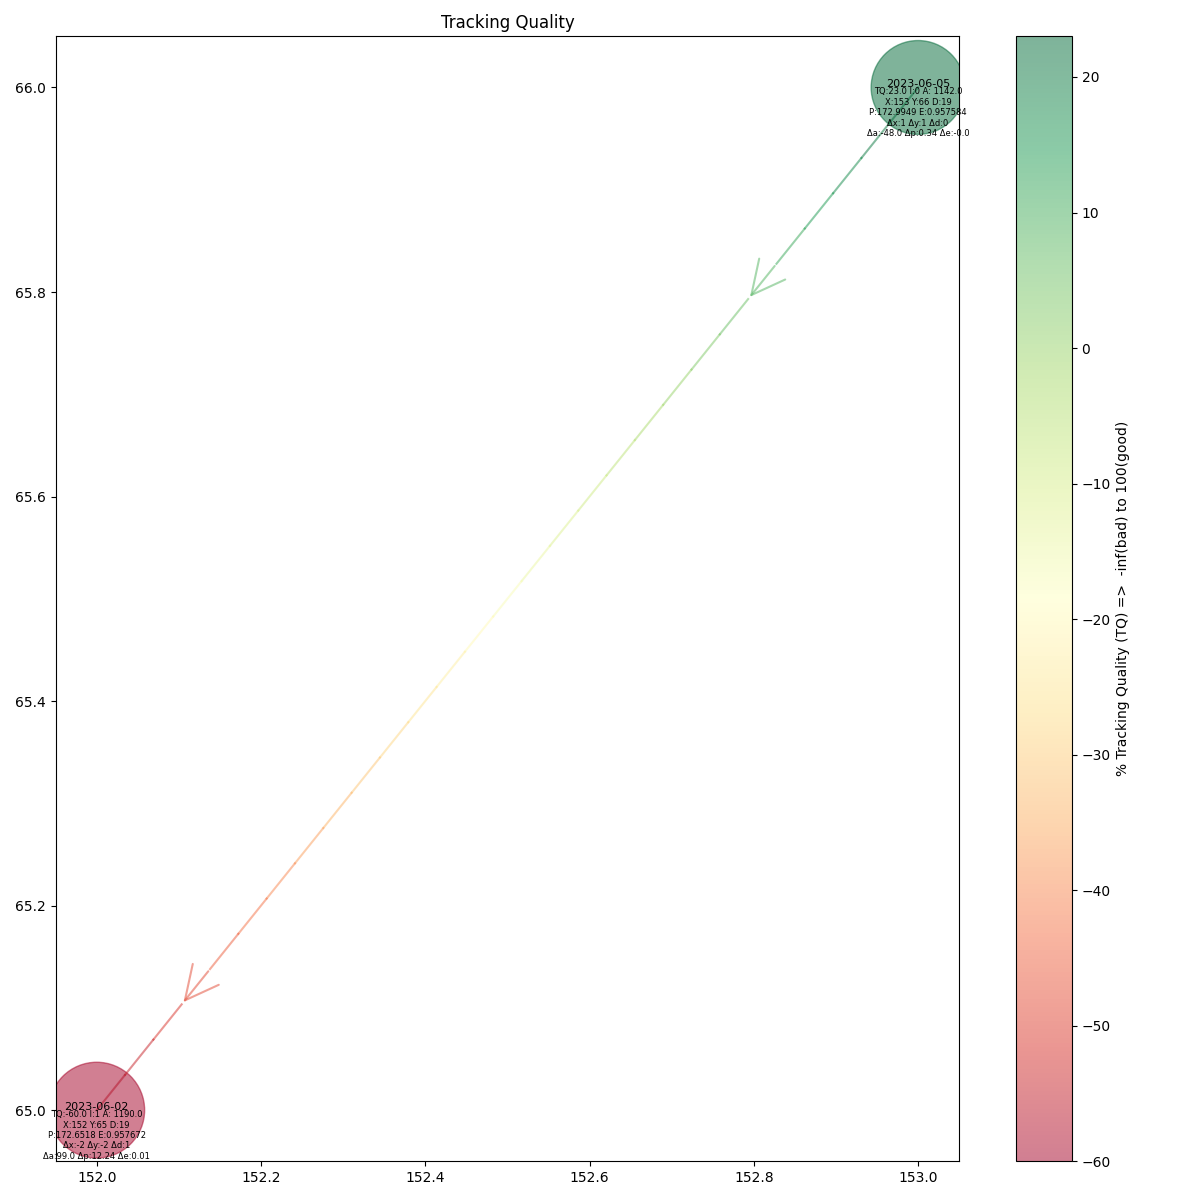 Tracking Quality
66.0
65.8
65.6
65.4
65.2
65.0
152.0
152.2
152.4
152.6
152.8
153.0
2023-06-05
TQ:23.0 I:0 A: 1142.0
X:153 Y:66 D:19
P:172.9949 E:0.957584
Δx:1 Δy:1 Δd:0
Δa:-48.0 Δp:0.34 Δe:-0.0
2023-06-02
TQ:-60.0 I:1 A: 1190.0
X:152 Y:65 D:19
P:172.6518 E:0.957672
Δx:-2 Δy:-2 Δd:1
Δa:99.0 Δp:12.24 Δe:0.01
20
10
0
−10
−20
−30
−40
−50
−60
% Tracking Quality (TQ) => -inf(bad) to 100(good)